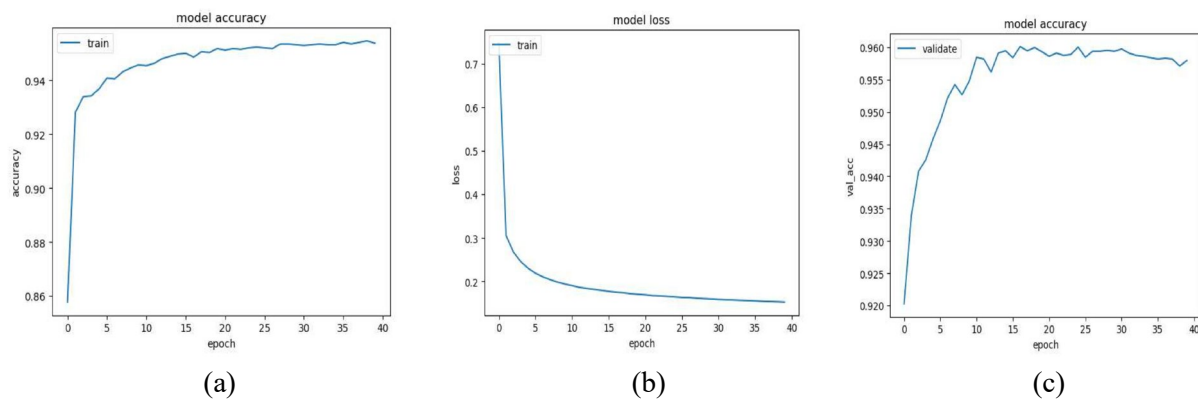 model accuracy
train
0.94
0.92
0.90
0.88
0.86
accuracy
0 5 10 15 20 25 30 35 40
epoch
(a)
model loss
train
0.7
0.6
0.5
0.4
0.3
0.2
loss
0 5 10 15 20 25 30 35 40
epoch
(b)
model accuracy
validate
0.960
0.955
0.950
0.945
0.940
0.935
0.930
0.925
0.920
val_acc
0 5 10 15 20 25 30 35 40
epoch
(c)